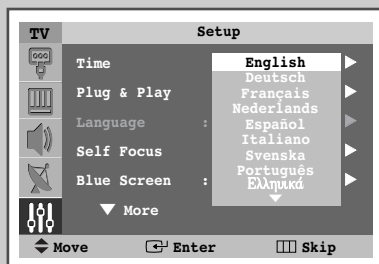 TV Setup
Time
Plug & Play
Language :
Self Focus
Blue Screen :
More
English
Deutsch
Français
Nederlands
Español
Italiano
Svenska
Português
Ελληνικά
Move Enter Skip